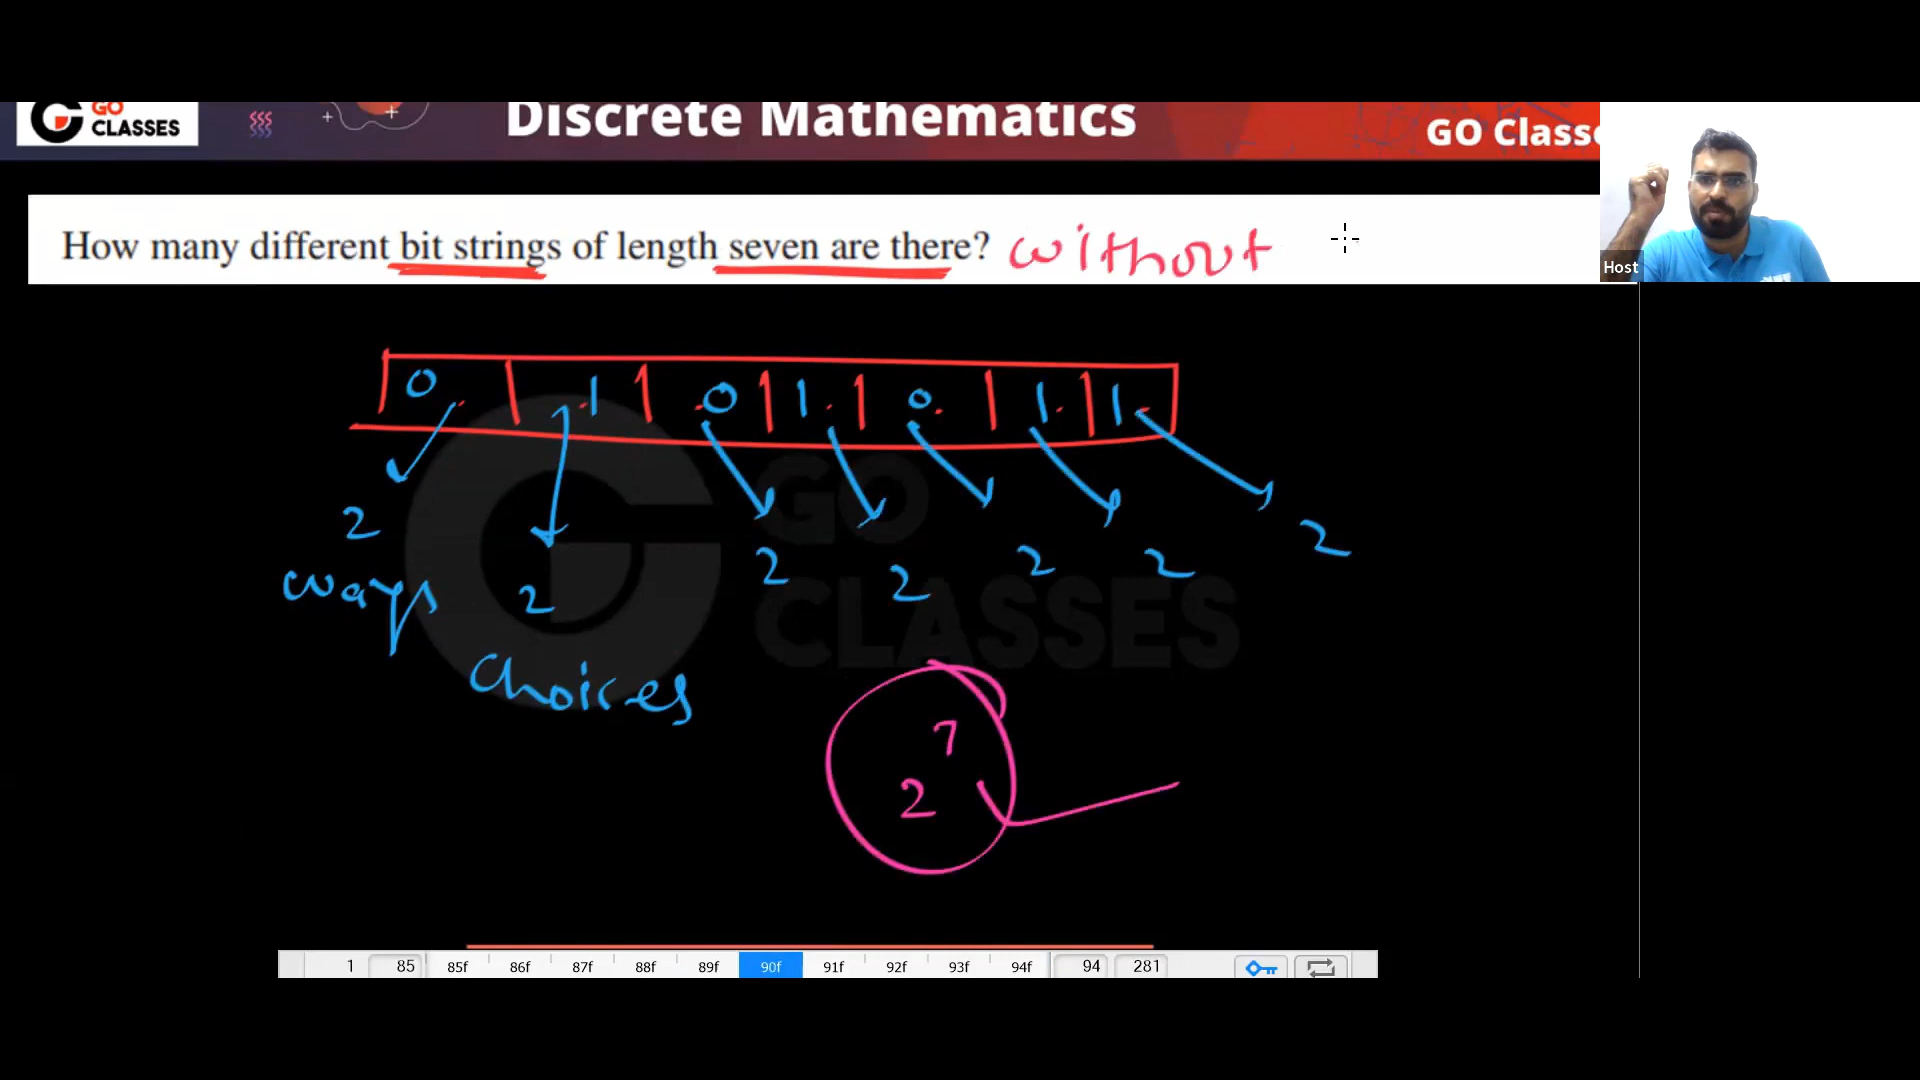 GO
CLASSES
Discrete Mathematics
GO Classe
Host
How many different bit strings of length seven are there? without
0 1 0 1 0 1 1
2 2 2 2 2 2 2
ways
choices
GO
CLASSES
2 7
1 85 85f 86f 87f 88f 89f 90f 91f 92f 93f 94f 94 281